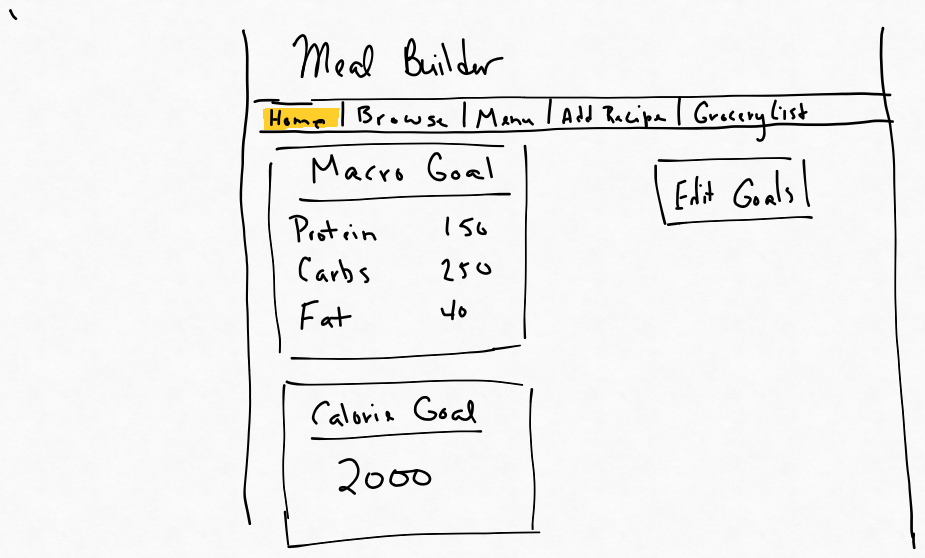 Meal Builder
Home | Browse | Menu | Add Recipe | Grocery List
Macro Goal
Edit Goals
Protein 150
Carbs 250
Fat 40
Calorie Goal
2000